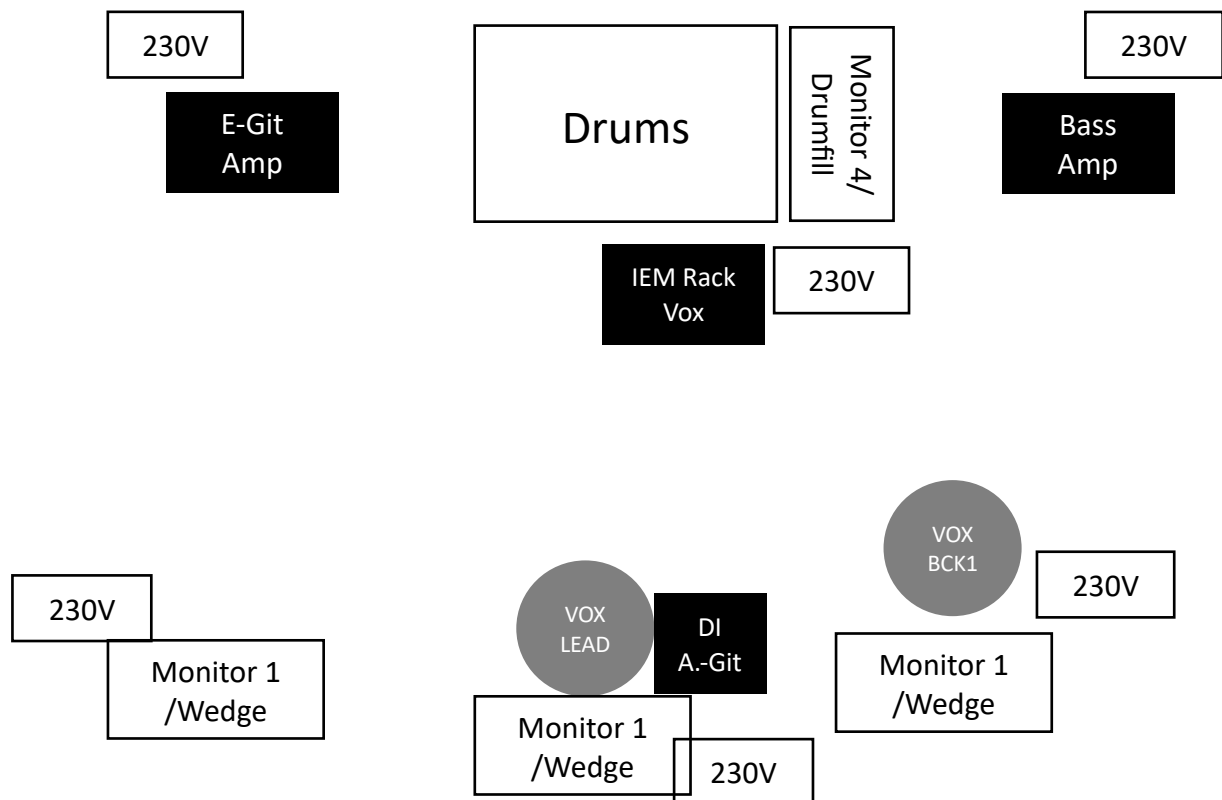 230V
E-Git
Amp
Drums
Monitor 4/
Drumfill
230V
Bass
Amp
IEM Rack
Vox
230V
VOX
BCK1
230V
230V
VOX
LEAD
DI
A.-Git
Monitor 1
/Wedge
Monitor 1
/Wedge
Monitor 1
/Wedge
230V